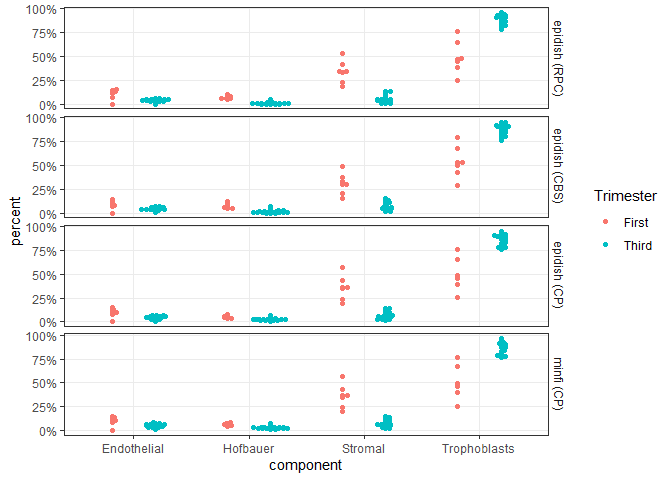 100%
75%
50%
25%
0%
epidish (RPC)
100%
75%
50%
25%
0%
epidish (CBS)
100%
75%
50%
25%
0%
epidish (CP)
100%
75%
50%
25%
0%
minfi (CP)
percent
Endothelial Hofbauer Stromal Trophoblasts
component
Trimester
First
Third